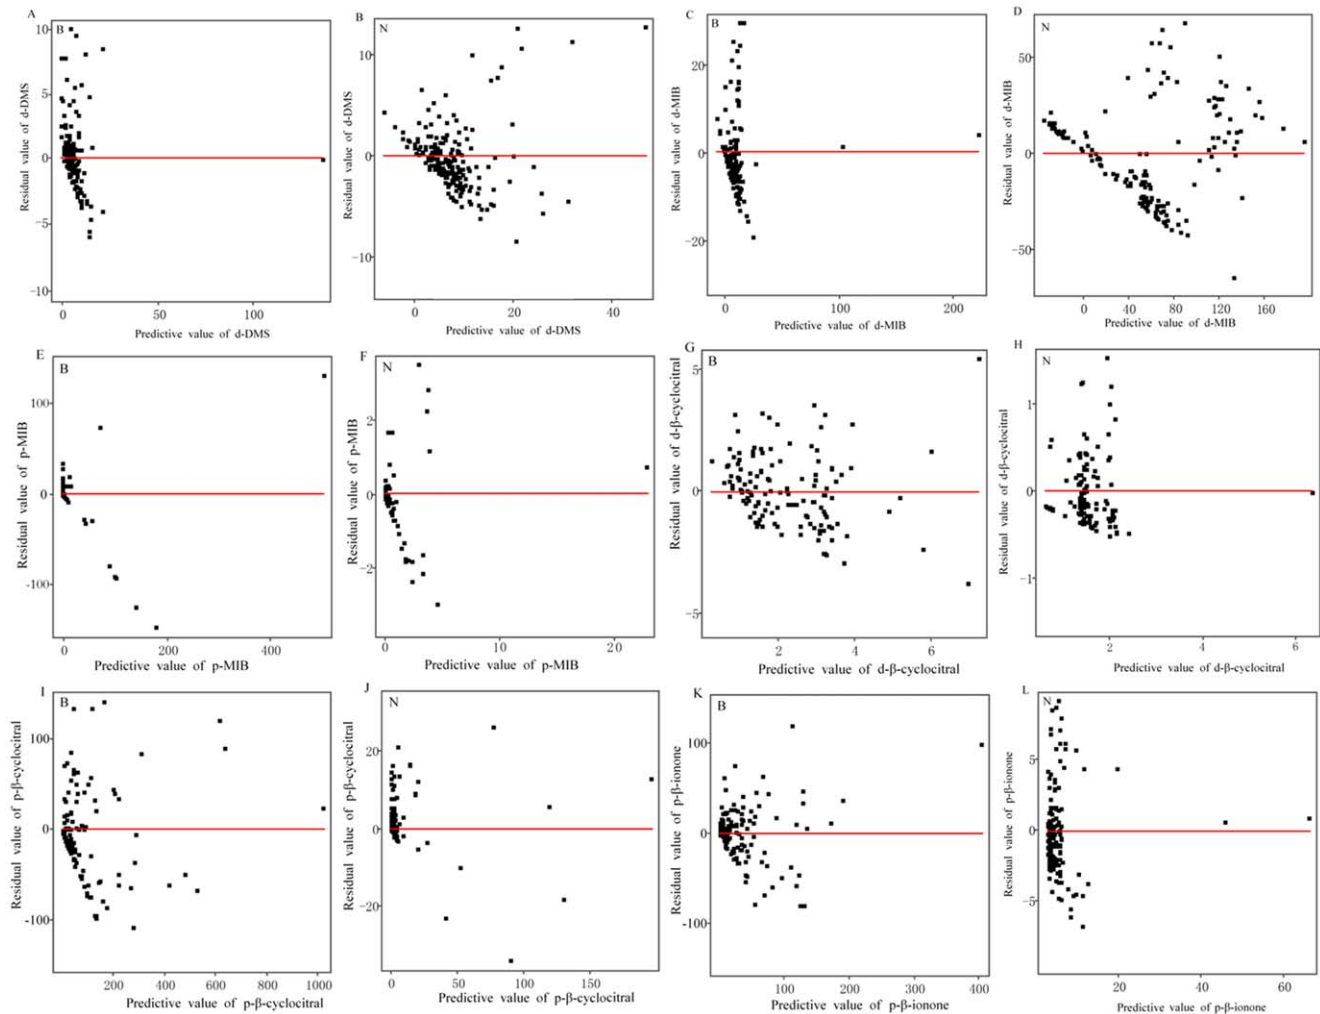 A
B
10
5
0
−5
−10
0
50
100
Residual value of d-DMS
Predictive value of d-DMS
B
N
10
0
−10
0
20
40
Residual value of d-DMS
Predictive value of d-DMS
C
B
20
0
−20
0
100
200
Residual value of d-MIB
Predictive value of d-MIB
D
N
50
0
−50
0
40
80
120
160
Residual value of d-MIB
Predictive value of d-MIB
E
B
100
0
-100
0
200
400
Residual value of p-MIB
Predictive value of p-MIB
F
N
2
0
−2
0
10
20
Residual value of p-MIB
Predictive value of p-MIB
G
B
5
0
−5
2
4
6
Residual value of d-β-cyclocitral
Predictive value of d-β-cyclocitral
H
N
1
0
−1
2
4
6
Residual value of d-β-cyclocitral
Predictive value of d-β-cyclocitral
I
B
100
0
-100
200
400
600
800
1000
Residual value of p-β-cyclocitral
Predictive value of p-β-cyclocitral
J
N
20
0
−20
0
50
150
Residual value of p-β-cyclocitral
Predictive value of p-β-cyclocitral
K
B
100
0
-100
100
200
300
400
Residual value of p-β-ionone
Predictive value of p-β-ionone
L
N
5
0
−5
20
40
60
Residual value of p-β-ionone
Predictive value of p-β-ionone